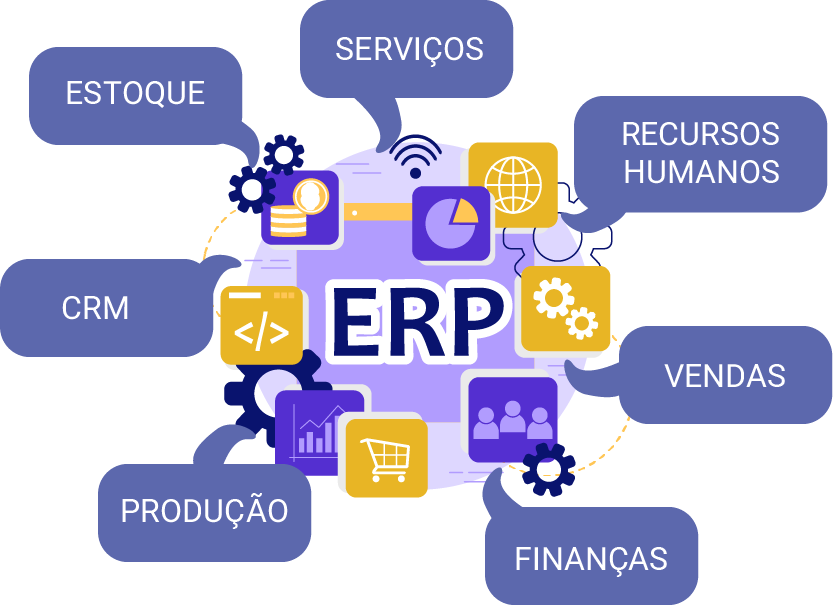 SERVIÇOS
ESTOQUE
RECURSOS
HUMANOS
CRM
</>
ERP
VENDAS
PRODUÇÃO
FINANÇAS